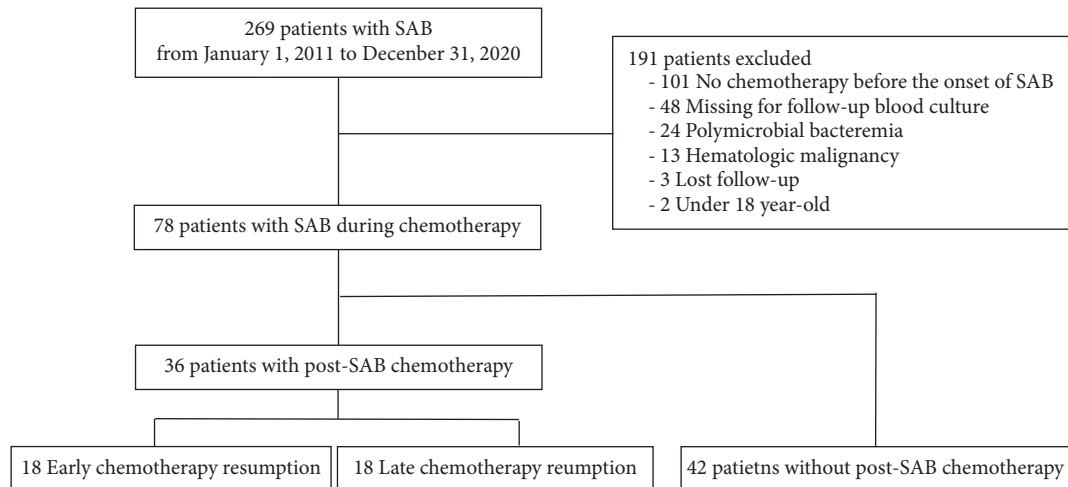 269 patients with SAB
from January 1, 2011 to Decenber 31, 2020
191 patients excluded
- 101 No chemotherapy before the onset of SAB
- 48 Missing for follow-up blood culture
- 24 Polymicrobial bacteremia
- 13 Hematologic malignancy
- 3 Lost follow-up
- 2 Under 18 year-old
78 patients with SAB during chemotherapy
36 patients with post-SAB chemotherapy
18 Early chemotherapy resumption
18 Late chemotherapy reumption
42 patietns without post-SAB chemotherapy